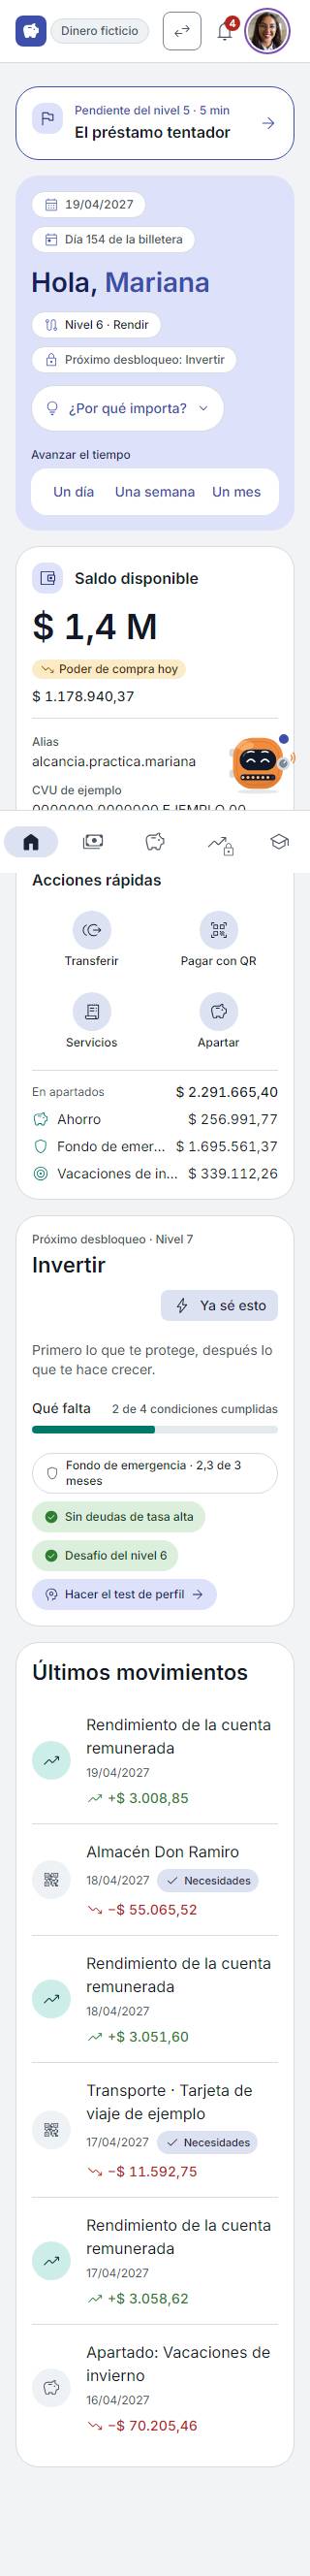 Dinero ficticio
4
Pendiente del nivel 5 · 5 min
El préstamo tentador
19/04/2027
Día 154 de la billetera
Hola, Mariana
Nivel 6 · Rendir
Próximo desbloqueo: Invertir
¿Por qué importa?
Avanzar el tiempo
Un día Una semana Un mes
Saldo disponible
$ 1,4 M
Poder de compra hoy
$ 1.178.940,37
Alias
alcancia.practica.mariana
CVU de ejemplo
Acciones rápidas
Transferir Pagar con QR
Servicios Apartar
En apartados $ 2.291.665,40
Ahorro $ 256.991,77
Fondo de emer... $ 1.695.561,37
Vacaciones de in... $ 339.112,26
Próximo desbloqueo · Nivel 7
Invertir
Ya sé esto
Primero lo que te protege, después lo
que te hace crecer.
Qué falta 2 de 4 condiciones cumplidas
Fondo de emergencia · 2,3 de 3
meses
Sin deudas de tasa alta
Desafío del nivel 6
Hacer el test de perfil
Últimos movimientos
Rendimiento de la cuenta
remunerada
19/04/2027
+$ 3.008,85
Almacén Don Ramiro
18/04/2027 Necesidades
−$ 55.065,52
Rendimiento de la cuenta
remunerada
18/04/2027
+$ 3.051,60
Transporte · Tarjeta de
viaje de ejemplo
17/04/2027 Necesidades
−$ 11.592,75
Rendimiento de la cuenta
remunerada
17/04/2027
+$ 3.058,62
Apartado: Vacaciones de
invierno
16/04/2027
−$ 70.205,46